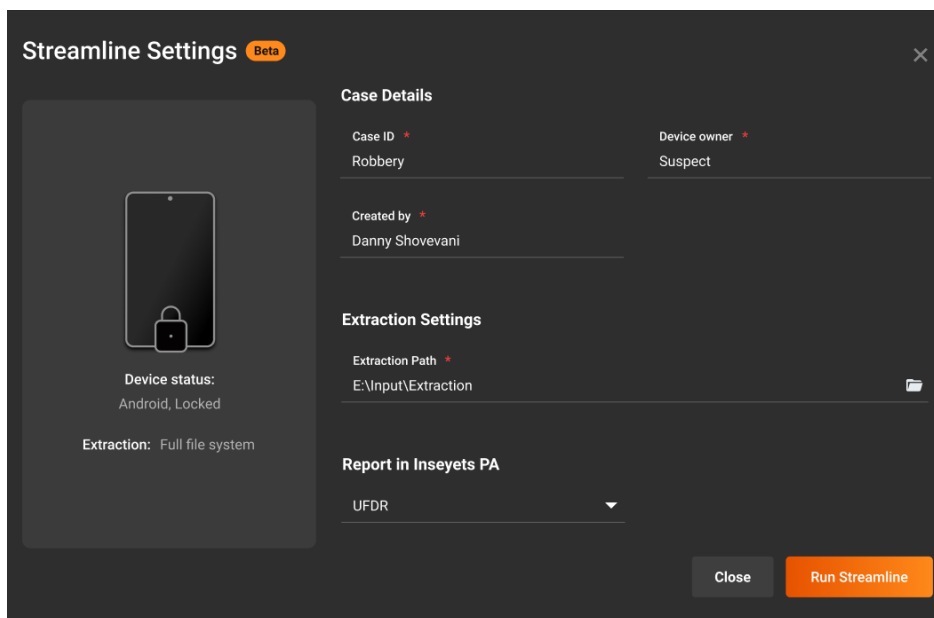 Streamline Settings Beta
Case Details
Case ID *
Robbery
Device owner *
Suspect
Created by *
Danny Shovevani
Device status:
Android, Locked
Extraction: Full file system
Extraction Settings
Extraction Path *
E:\Input\Extraction
Report in Inseyets PA
UFDR
Close
Run Streamline